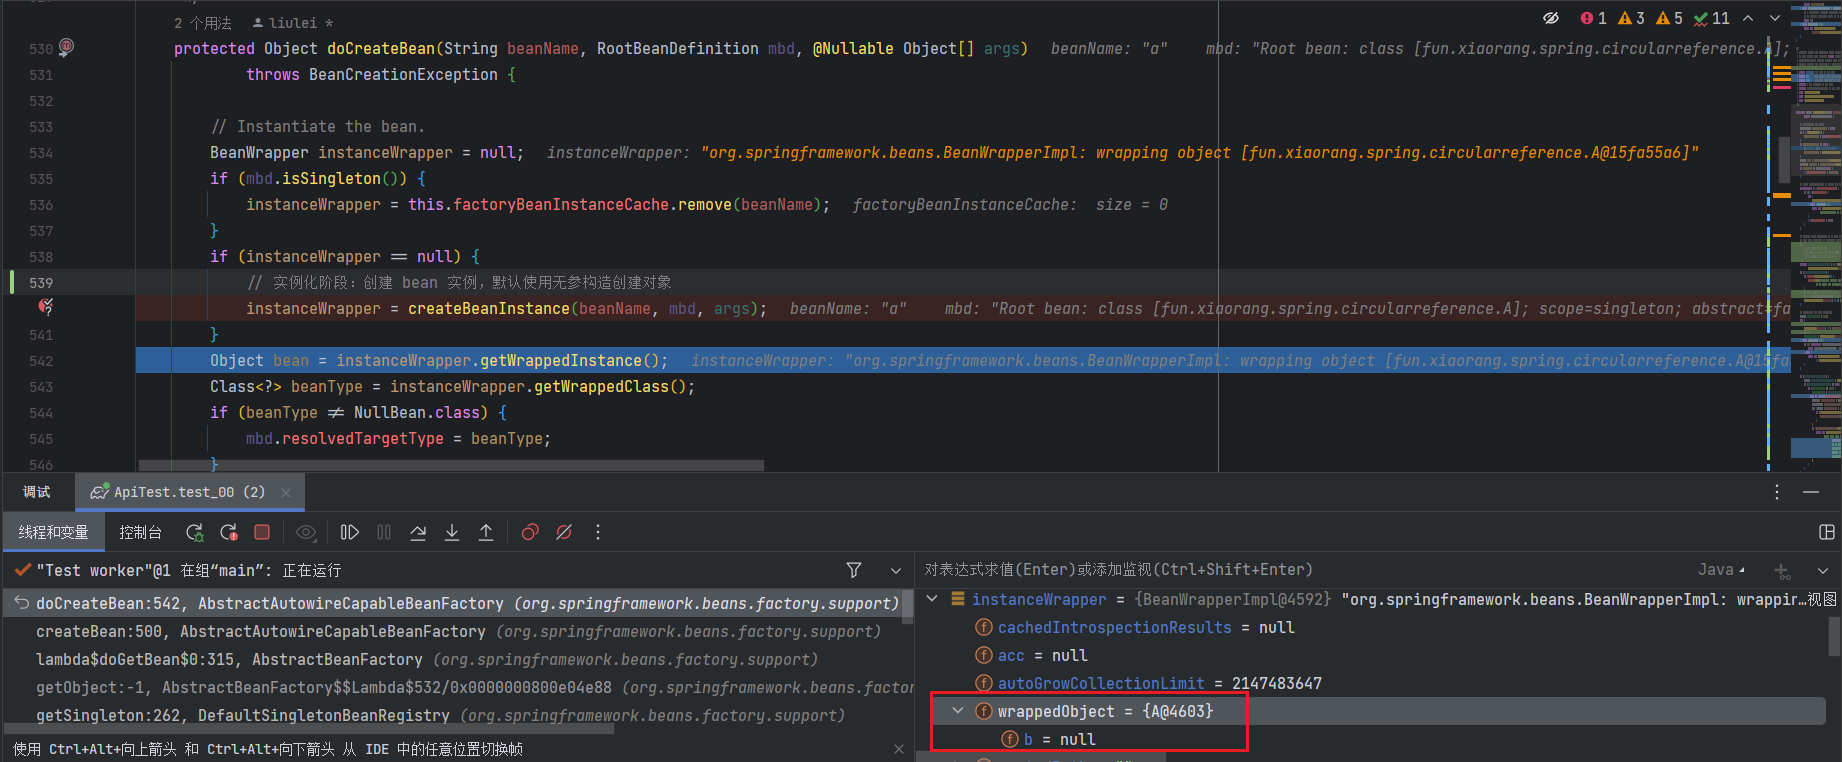 2 个用法 liulei *
1 3 5 11
530 protected Object doCreateBean(String beanName, RootBeanDefinition mbd, @Nullable Object[] args) beanName: "a" mbd: "Root bean: class [fun.xiaorang.spring.circularreference.A];
531 throws BeanCreationException {
532
533 // Instantiate the bean.
534 BeanWrapper instanceWrapper = null; instanceWrapper: "org.springframework.beans.BeanWrapperImpl: wrapping object [fun.xiaorang.spring.circularreference.A@15fa55a6]"
535 if (mbd.isSingleton()) {
536 instanceWrapper = this.factoryBeanInstanceCache.remove(beanName); factoryBeanInstanceCache: size = 0
537 }
538 if (instanceWrapper == null) {
539 // 实例化阶段：创建 bean 实例，默认使用无参构造创建对象
instanceWrapper = createBeanInstance(beanName, mbd, args); beanName: "a" mbd: "Root bean: class [fun.xiaorang.spring.circularreference.A]; scope=singleton; abstract=fa
541 }
542 Object bean = instanceWrapper.getWrappedInstance(); instanceWrapper: "org.springframework.beans.BeanWrapperImpl: wrapping object [fun.xiaorang.spring.circularreference.A@15fa
543 Class<?> beanType = instanceWrapper.getWrappedClass();
544 if (beanType != NullBean.class) {
545 mbd.resolvedTargetType = beanType;
546 }
调试 ApiTest.test_00 (2)
线程和变量 控制台
"Test worker"@1 在组“main”: 正在运行
doCreateBean:542, AbstractAutowireCapableBeanFactory (org.springframework.beans.factory.support)
createBean:500, AbstractAutowireCapableBeanFactory (org.springframework.beans.factory.support)
lambda$doGetBean$0:315, AbstractBeanFactory (org.springframework.beans.factory.support)
getObject:-1, AbstractBeanFactory$$Lambda$532/0x0000000800e04e88 (org.springframework.beans.factor
getSingleton:262, DefaultSingletonBeanRegistry (org.springframework.beans.factory.support)
使用 Ctrl+Alt+向上箭头 和 Ctrl+Alt+向下箭头 从 IDE 中的任意位置切换帧
对表达式求值(Enter)或添加监视(Ctrl+Shift+Enter) Java
instanceWrapper = {BeanWrapperImpl@4592} "org.springframework.beans.BeanWrapperImpl: wrappin...视图
cachedIntrospectionResults = null
acc = null
autoGrowCollectionLimit = 2147483647
wrappedObject = {A@4603}
b = null